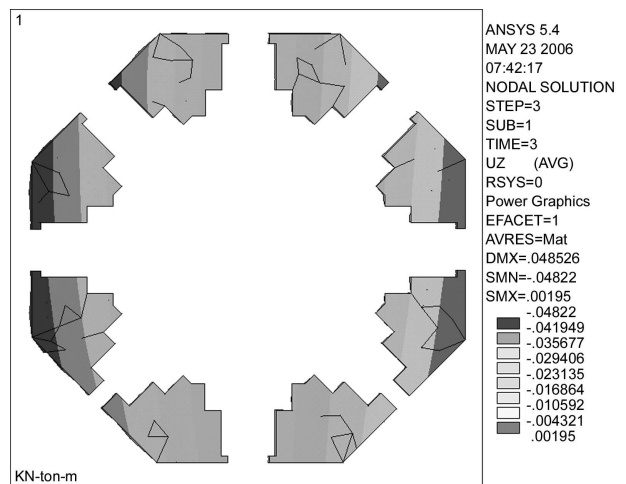 1
ANSYS 5.4
MAY 23 2006
07:42:17
NODAL SOLUTION
STEP=3
SUB=1
TIME=3
UZ (AVG)
RSYS=0
Power Graphics
EFACET=1
AVRES=Mat
DMX=.048526
SMN=-.04822
SMX=.00195
-.04822
-.041949
-.035677
-.029406
-.023135
-.016864
-.010592
-.004321
.00195
KN-ton-m